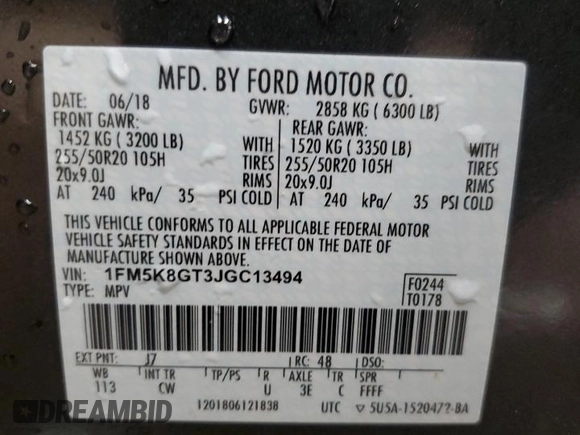 MFD. BY FORD MOTOR CO.
DATE: 06/18 GVWR: 2858 KG ( 6300 LB)
FRONT GAWR: REAR GAWR:
1452 KG ( 3200 LB) WITH 1520 KG ( 3350 LB) WITH
255/50R20 105H TIRES 255/50R20 105H TIRES
20x9.0J RIMS 20x9.0J RIMS
AT 240 kPa/ 35 PSI COLD AT 240 kPa/ 35 PSI COLD
THIS VEHICLE CONFORMS TO ALL APPLICABLE FEDERAL MOTOR
VEHICLE SAFETY STANDARDS IN EFFECT ON THE DATE OF
MANUFACTURE SHOWN ABOVE.
VIN: 1FM5K8GT3JGC13494 F0244
TYPE: MPV T0178
EXT PNT: J7 RC: 48 DSO:
WB INT TR TP/PS R AXLE TR SPR
113 CW U 3E C FFFF
1201806121838 UTC ▽ 5U5A-1520472-BA
DREAMBID